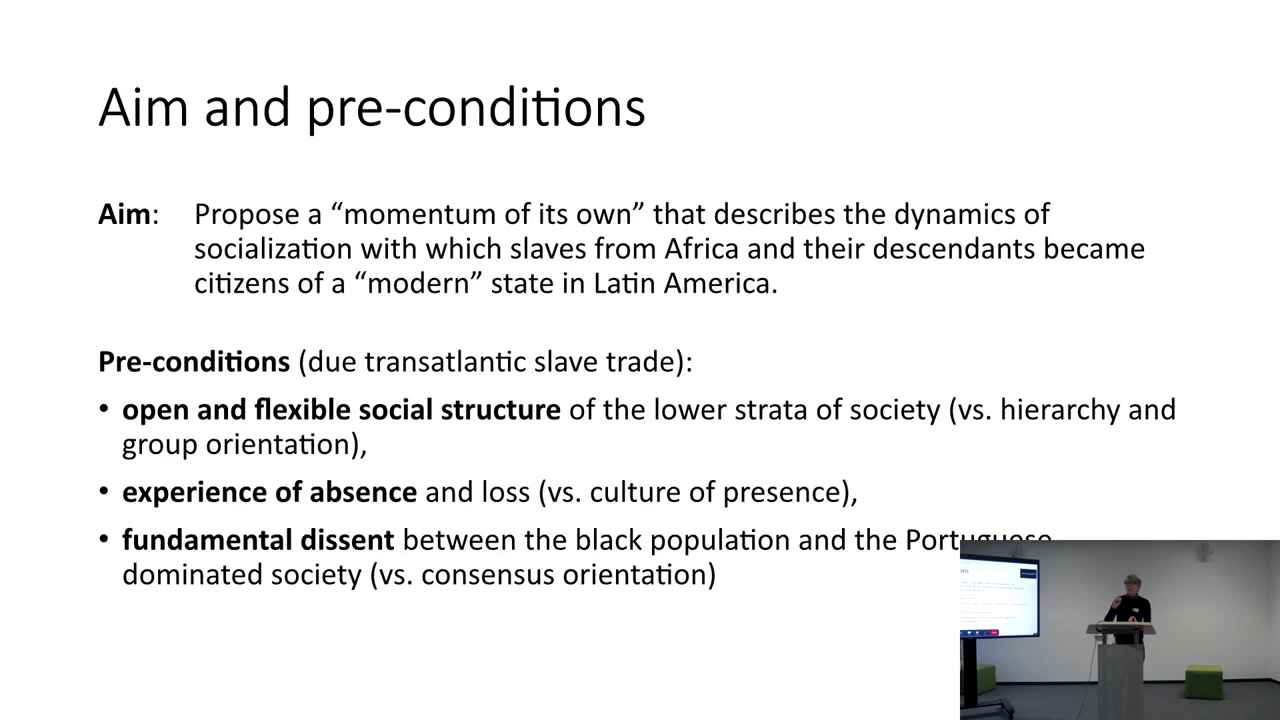 Aim and pre-conditions
Aim: Propose a “momentum of its own” that describes the dynamics of
socialization with which slaves from Africa and their descendants became
citizens of a “modern” state in Latin America.
Pre-conditions (due transatlantic slave trade):
• open and flexible social structure of the lower strata of society (vs. hierarchy and
group orientation),
• experience of absence and loss (vs. culture of presence),
• fundamental dissent between the black population and the Portuguese
dominated society (vs. consensus orientation)